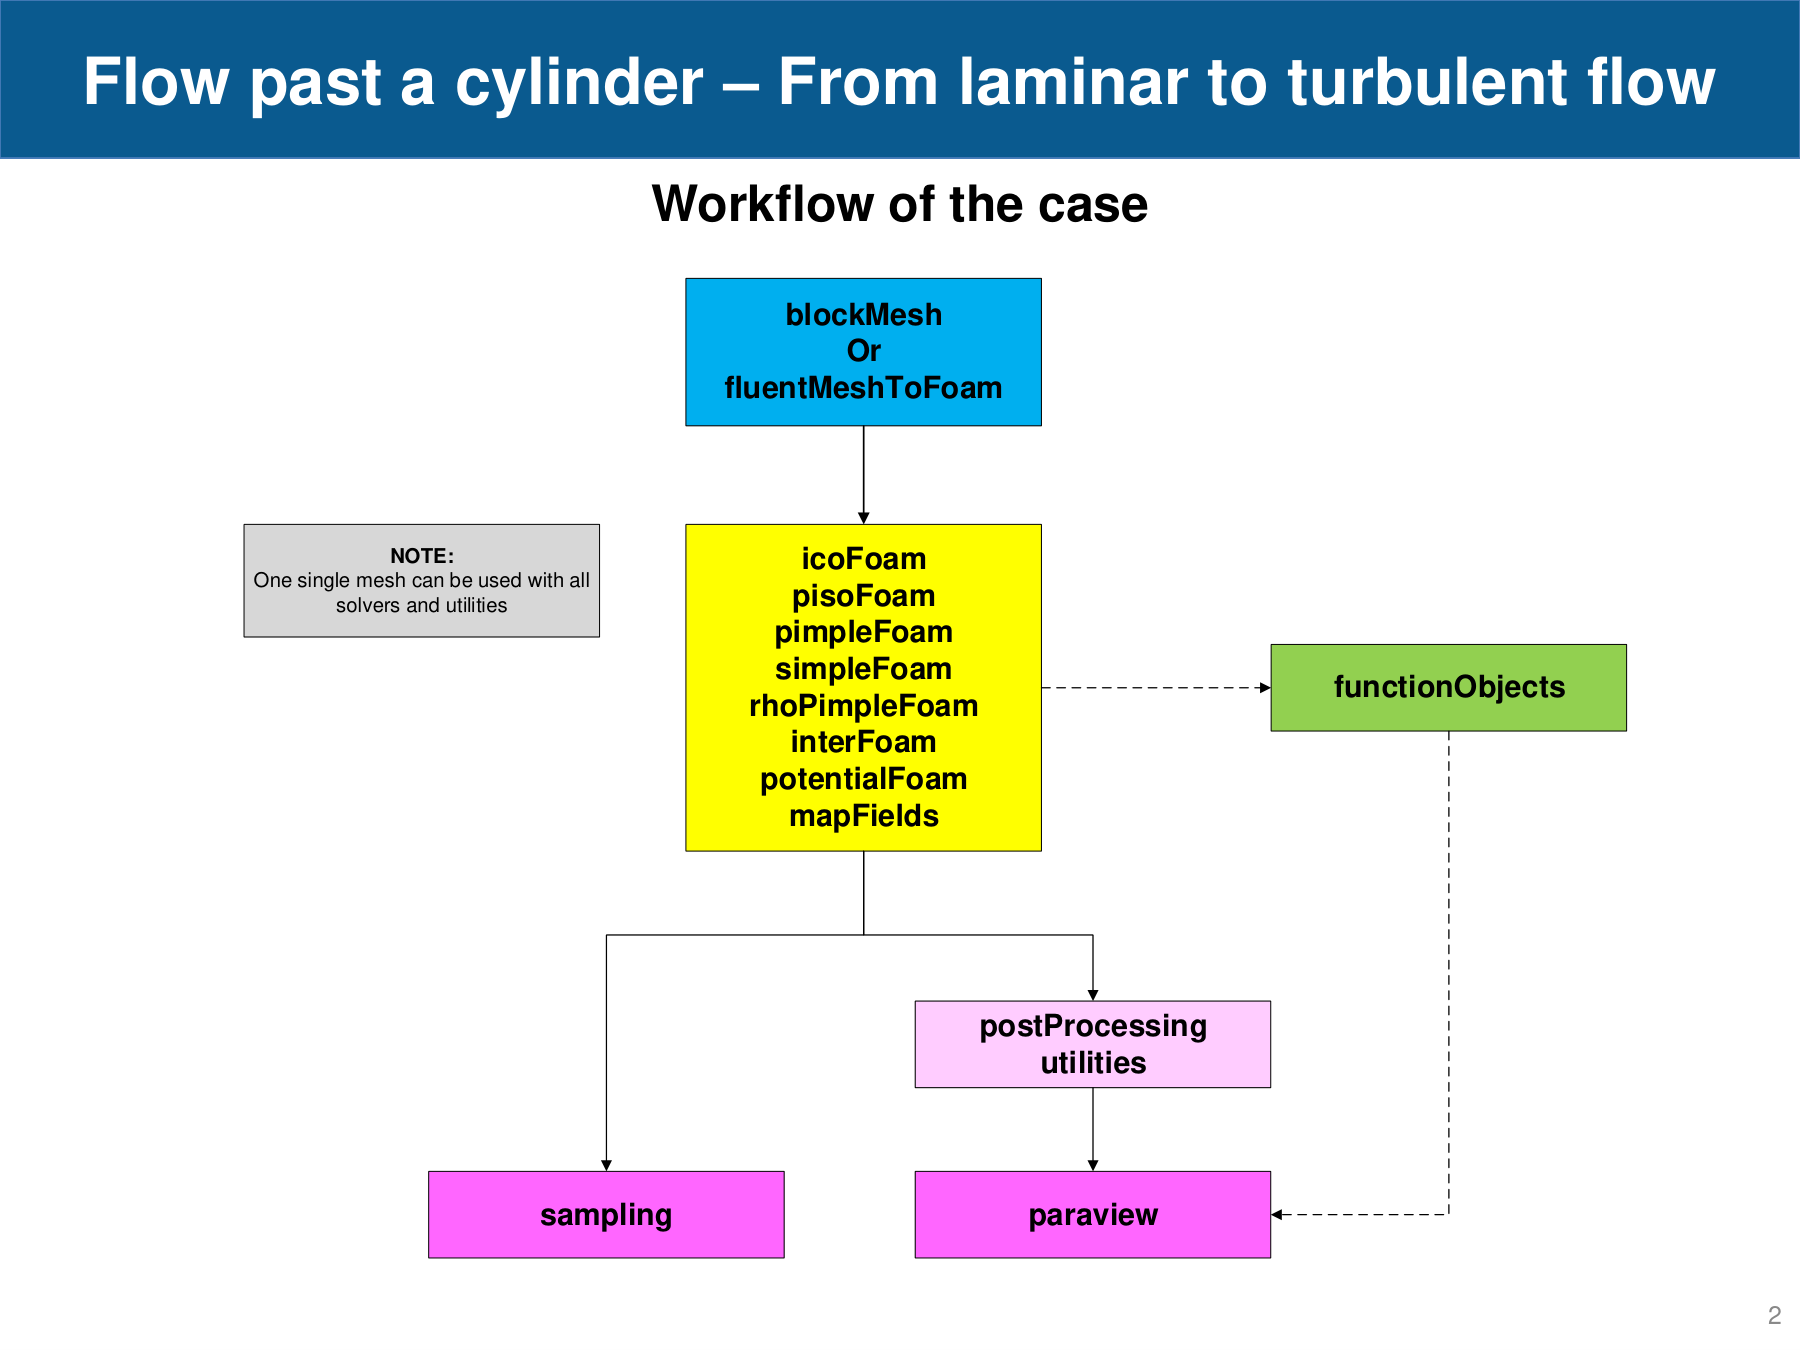 Flow past a cylinder – From laminar to turbulent flow
Workflow of the case
blockMesh
Or
fluentMeshToFoam
NOTE:
One single mesh can be used with all
solvers and utilities
icoFoam
pisoFoam
pimpleFoam
simpleFoam
rhoPimpleFoam
interFoam
potentialFoam
mapFields
functionObjects
postProcessing
utilities
sampling
paraview
2